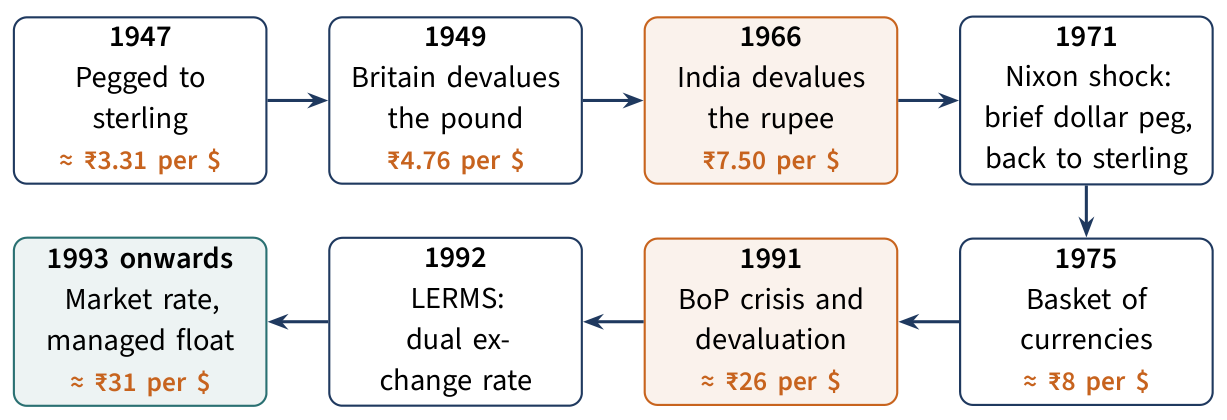 1947
Pegged to
sterling
≈ ₹3.31 per $
1949
Britain devalues
the pound
₹4.76 per $
1966
India devalues
the rupee
₹7.50 per $
1971
Nixon shock:
brief dollar peg,
back to sterling
1975
Basket of
currencies
≈ ₹8 per $
1991
BoP crisis and
devaluation
≈ ₹26 per $
1992
LERMS:
dual ex-
change rate
1993 onwards
Market rate,
managed float
≈ ₹31 per $